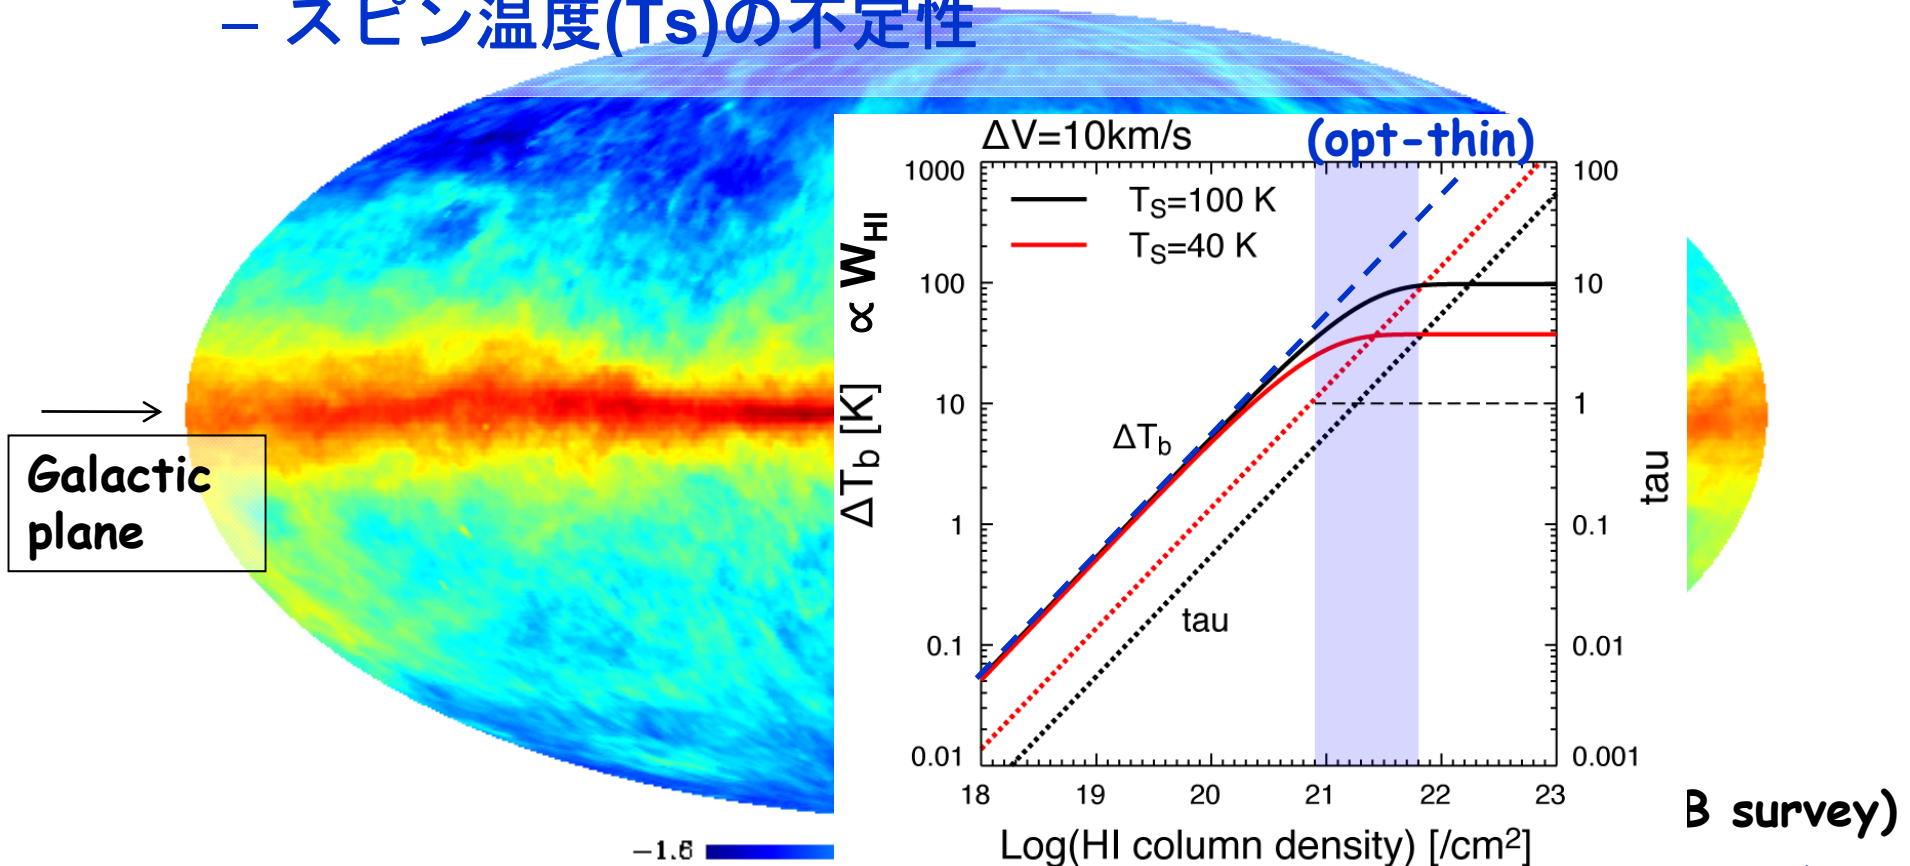 – スピン温度(Ts)の不定性
Galactic
plane
ΔV=10km/s
(opt-thin)
T_S=100 K
T_S=40 K
ΔT_b [K] ∝ W_HI
1000
100
10
1
0.1
0.01
100
10
1
0.1
0.01
0.001
tau
ΔT_b
tau
18 19 20 21 22 23
Log(HI column density) [/cm²]
−1.6
B survey)